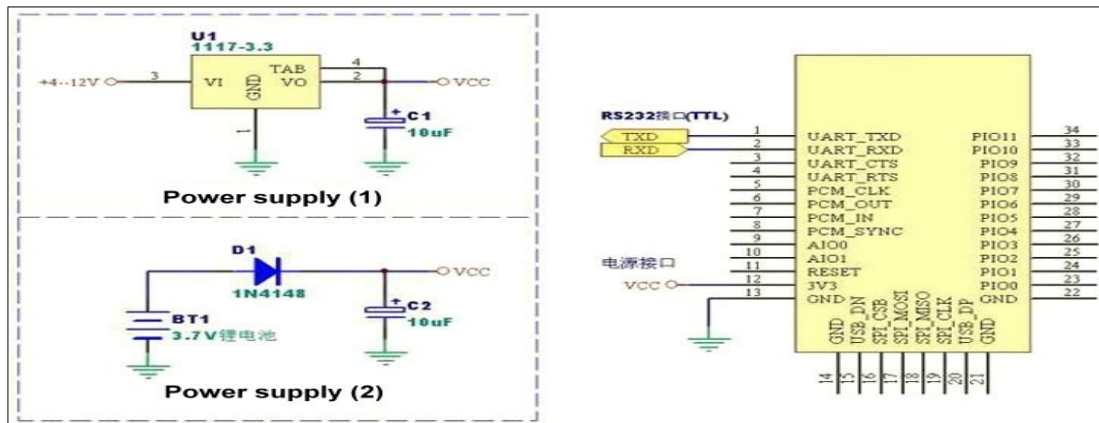 U1
1117-3.3
+4--12V
3
VI
GND
TAB
VO
4
2
VCC
1
C1
+
10uF
Power supply (1)
D1
1N4148
VCC
BT1
3.7V锂电池
C2
+
10uF
Power supply (2)
RS232接口(TTL)
TXD
RXD
电源接口
VCC
1 UART_TXD PIO11 34
2 UART_RXD PIO10 33
3 UART_CTS PIO9 32
4 UART_RTS PIO8 31
5 PCM_CLK PIO7 30
6 PCM_OUT PIO6 29
7 PCM_IN PIO5 28
8 PCM_SYNC PIO4 27
9 AIO0 PIO3 26
10 AIO1 PIO2 25
11 RESET PIO1 24
12 3V3 PIO0 23
13 GND GND 22
GND
USB_DN
SPI_CSB
SPI_MOSI
SPI_MISO
SPI_CLK
USB_DP
GND
14
15
16
17
18
19
20
21